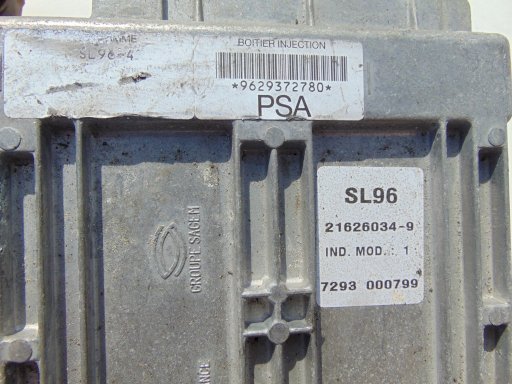 SL96-4
BOITIER INJECTION
*9629372780*
PSA
SL96
21626034-9
IND. MOD. : 1
7293 000799
GROUPE SAGEM